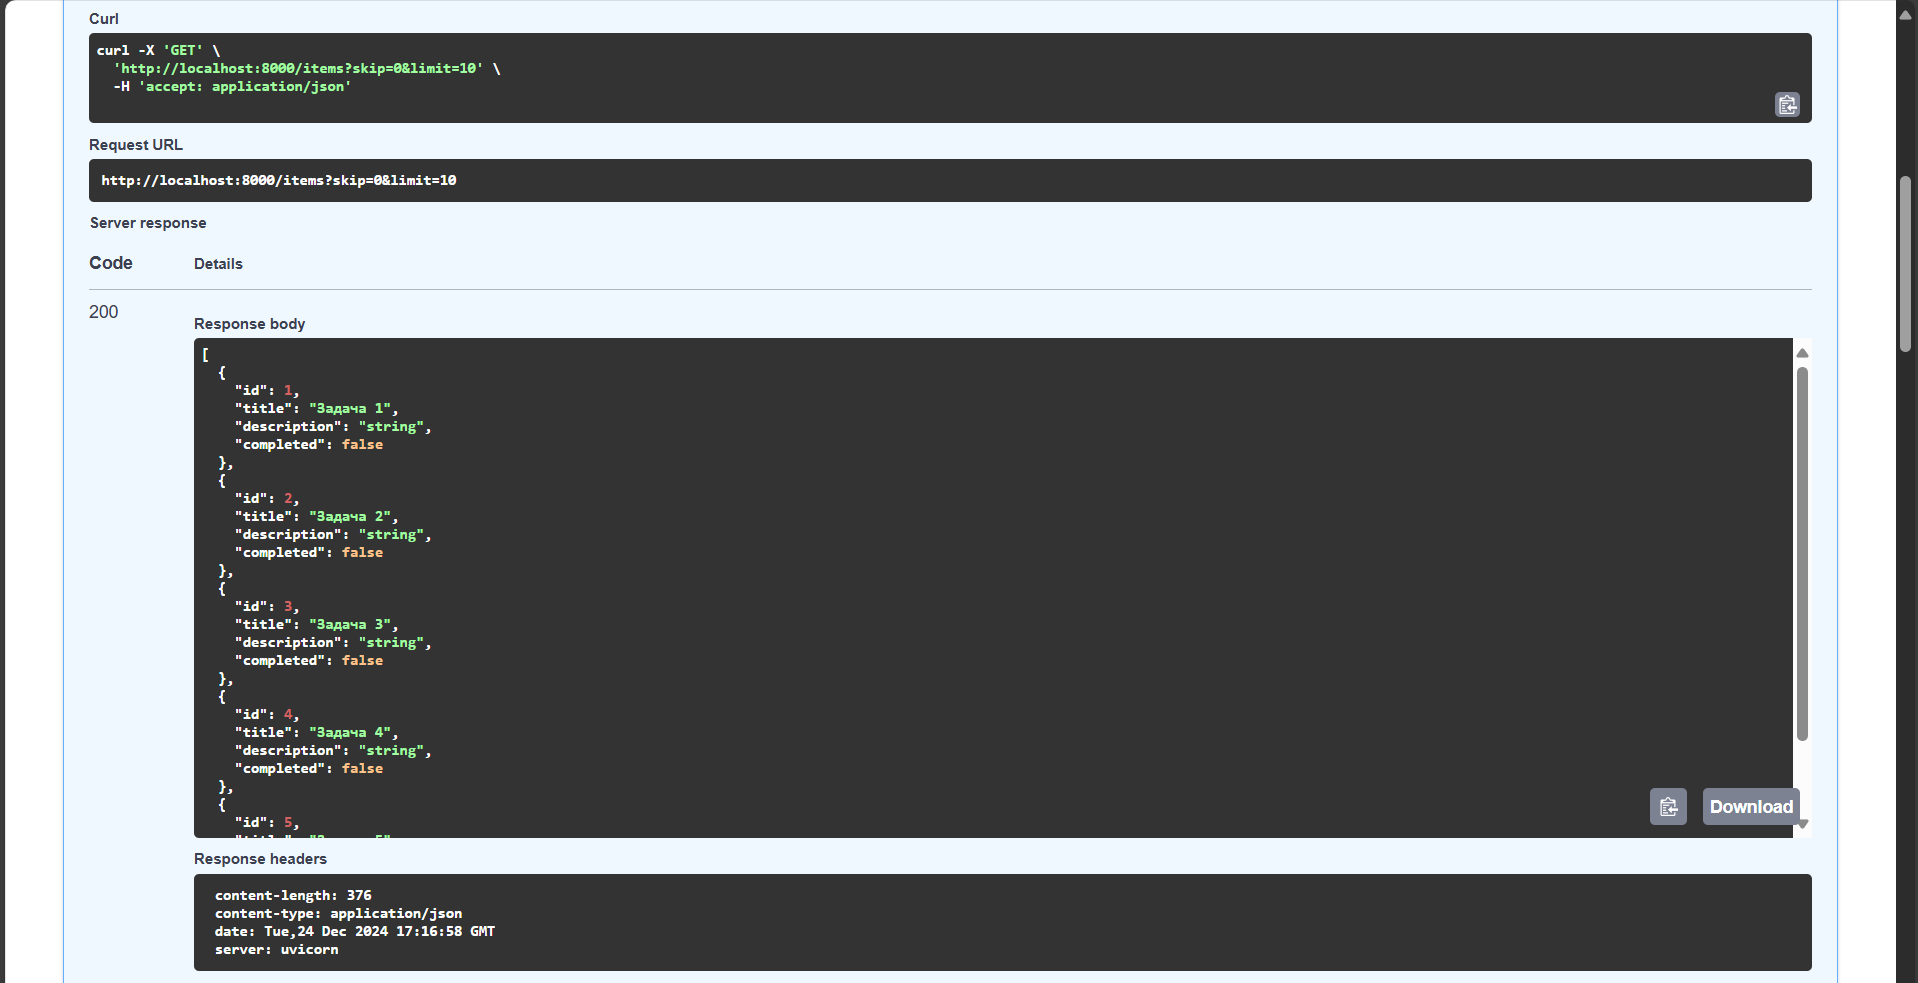 Curl
curl -X 'GET' \
  'http://localhost:8000/items?skip=0&limit=10' \
  -H 'accept: application/json'
Request URL
http://localhost:8000/items?skip=0&limit=10
Server response
Code Details
200
Response body
[
  {
    "id": 1,
    "title": "Задача 1",
    "description": "string",
    "completed": false
  },
  {
    "id": 2,
    "title": "Задача 2",
    "description": "string",
    "completed": false
  },
  {
    "id": 3,
    "title": "Задача 3",
    "description": "string",
    "completed": false
  },
  {
    "id": 4,
    "title": "Задача 4",
    "description": "string",
    "completed": false
  },
  {
    "id": 5,
Download
Response headers
content-length: 376
content-type: application/json
date: Tue,24 Dec 2024 17:16:58 GMT
server: uvicorn